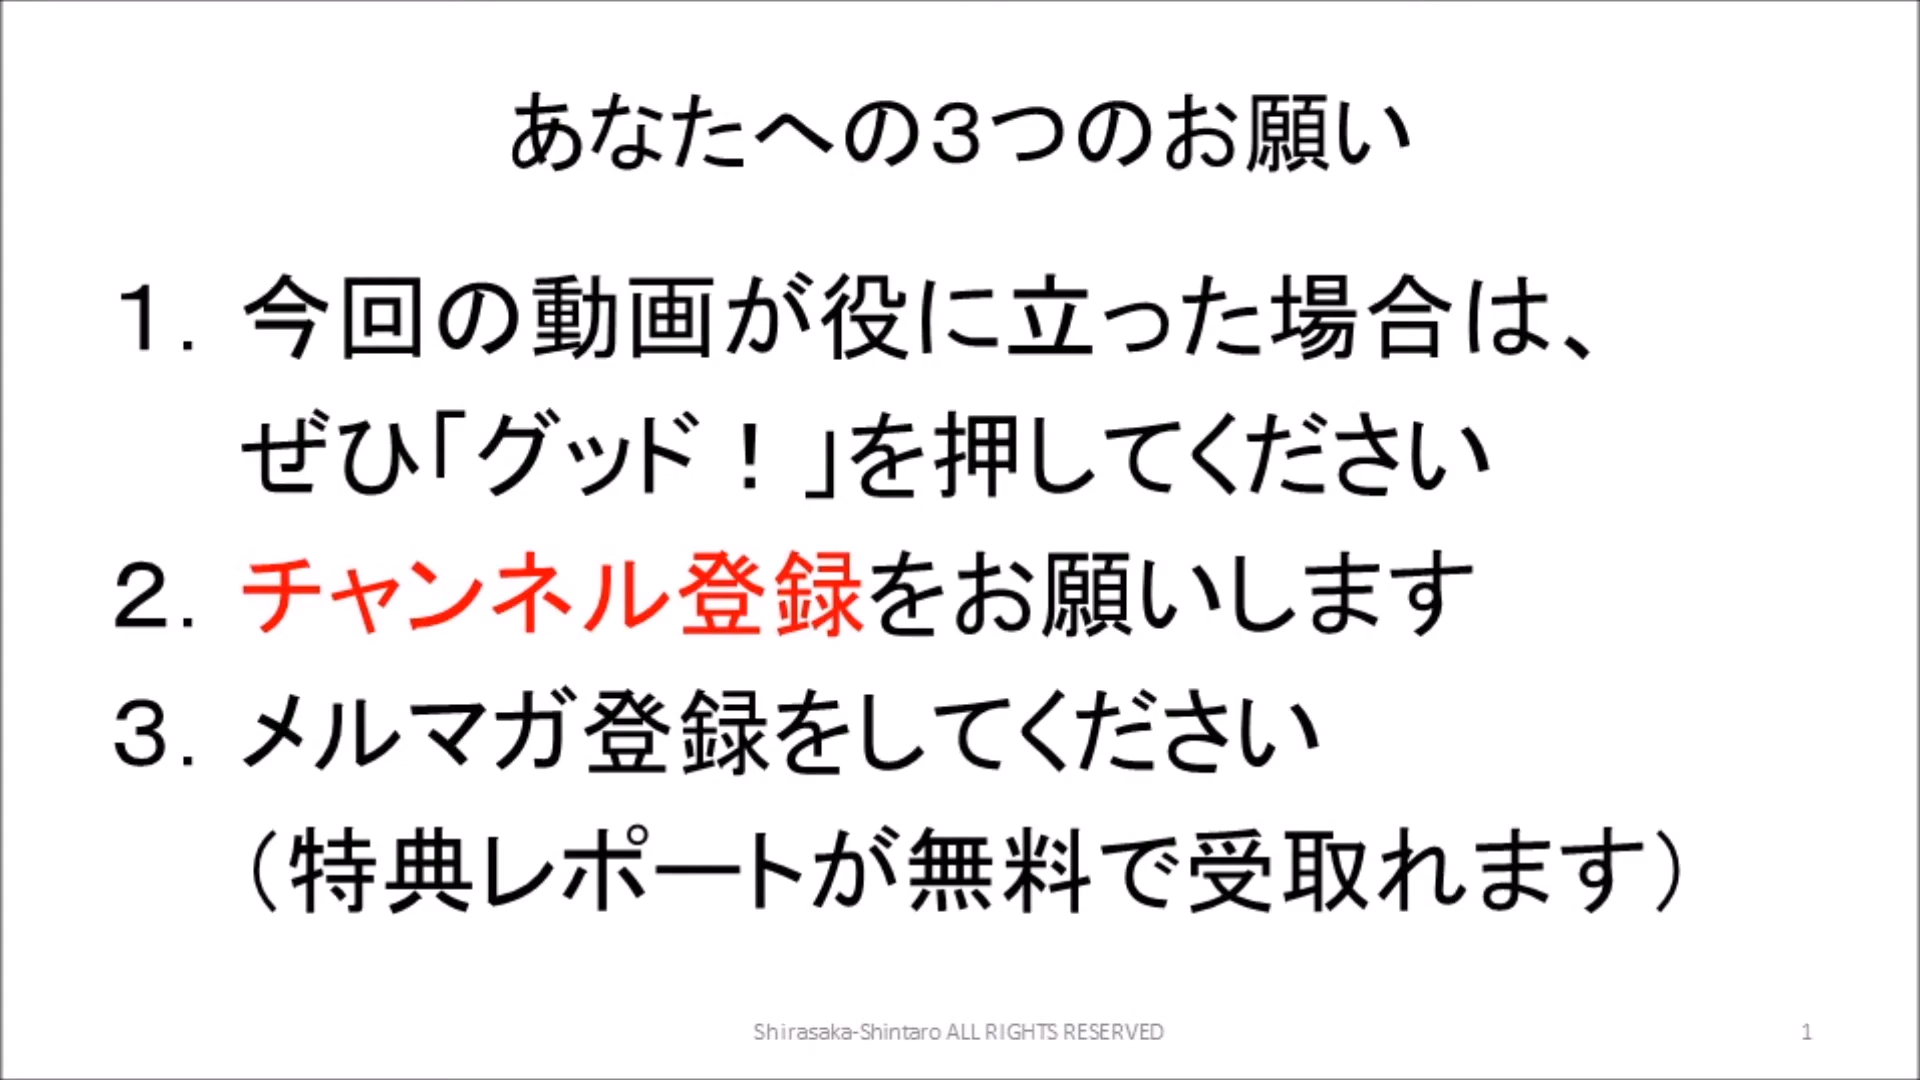 あなたへの３つのお願い
１．今回の動画が役に立った場合は、
ぜひ「グッド！」を押してください
２．チャンネル登録をお願いします
３．メルマガ登録をしてください
（特典レポートが無料で受取れます）
Shirasaka-Shintaro ALL RIGHTS RESERVED
1